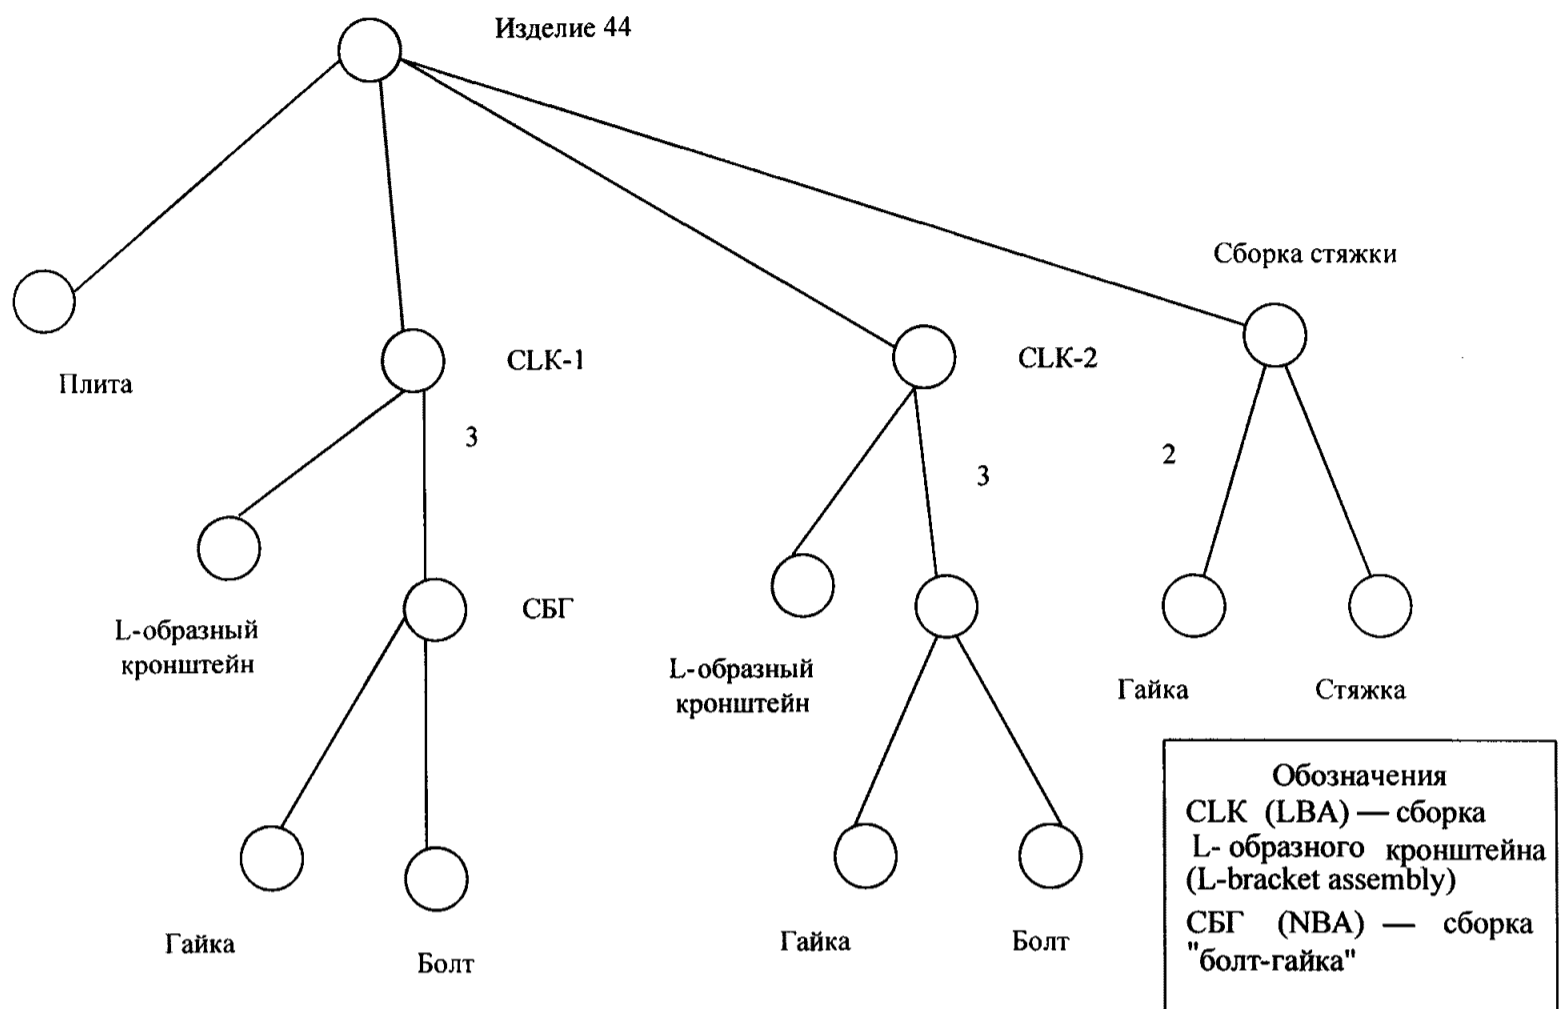 Изделие 44
Сборка стяжки
CLK-1
CLK-2
Плита
3
2
3
СБГ
L-образный
кронштейн
L-образный
кронштейн
Гайка
Стяжка
Гайка
Болт
Гайка
Болт
Обозначения
CLK (LBA) — сборка
L- образного кронштейна
(L-bracket assembly)
СБГ (NBA) — сборка
"болт-гайка"